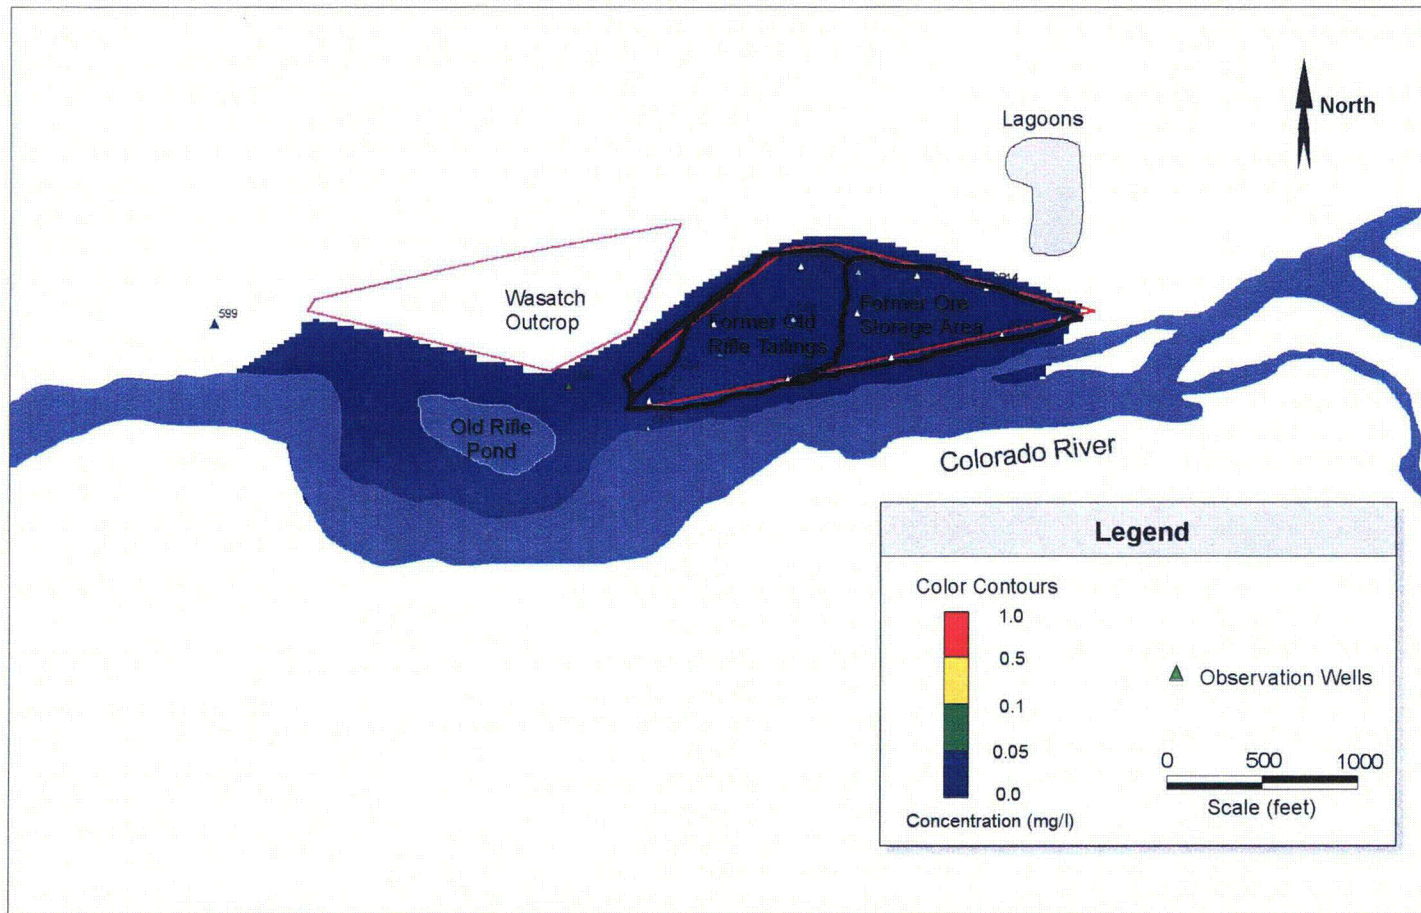 North
Lagoons
Wasatch
Outcrop
599
Former Old
Rifle Tailings
Former Ore
Storage Area
Old Rifle
Pond
Colorado River
Legend
Color Contours
1.0
0.5
0.1
0.05
0.0
Concentration (mg/l)
Observation Wells
0 500 1000
Scale (feet)